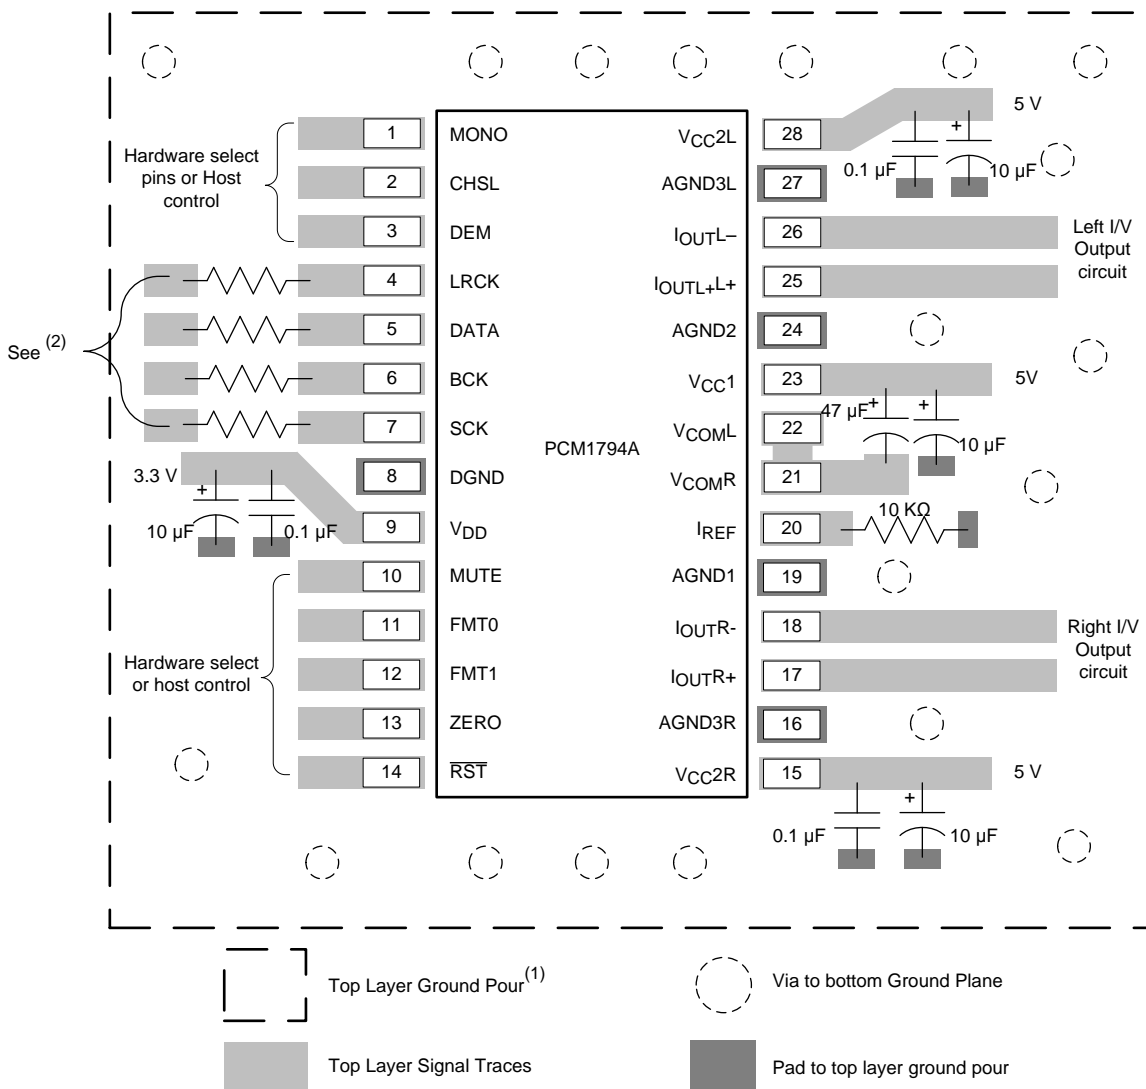 Hardware select
pins or Host
control
1
MONO
2
CHSL
3
DEM
4
LRCK
5
DATA
6
BCK
7
SCK
See (2)
8
DGND
3.3 V
+
10 µF
0.1 µF
9
VDD
10
MUTE
11
FMT0
12
FMT1
13
ZERO
14
RST
Hardware select
or host control
PCM1794A
VCC2L
28
5 V
+
0.1 µF
10 µF
AGND3L
27
IOUTL–
26
IOUTL+L+
25
Left I/V
Output
circuit
AGND2
24
VCC1
23
5V
47 µF
+
+
10 µF
VCOML
22
VCOMR
21
10 KΩ
IREF
20
AGND1
19
IOUTR-
18
IOUTR+
17
Right I/V
Output
circuit
AGND3R
16
VCC2R
15
5 V
+
0.1 µF
10 µF
Top Layer Ground Pour(1)
Via to bottom Ground Plane
Top Layer Signal Traces
Pad to top layer ground pour